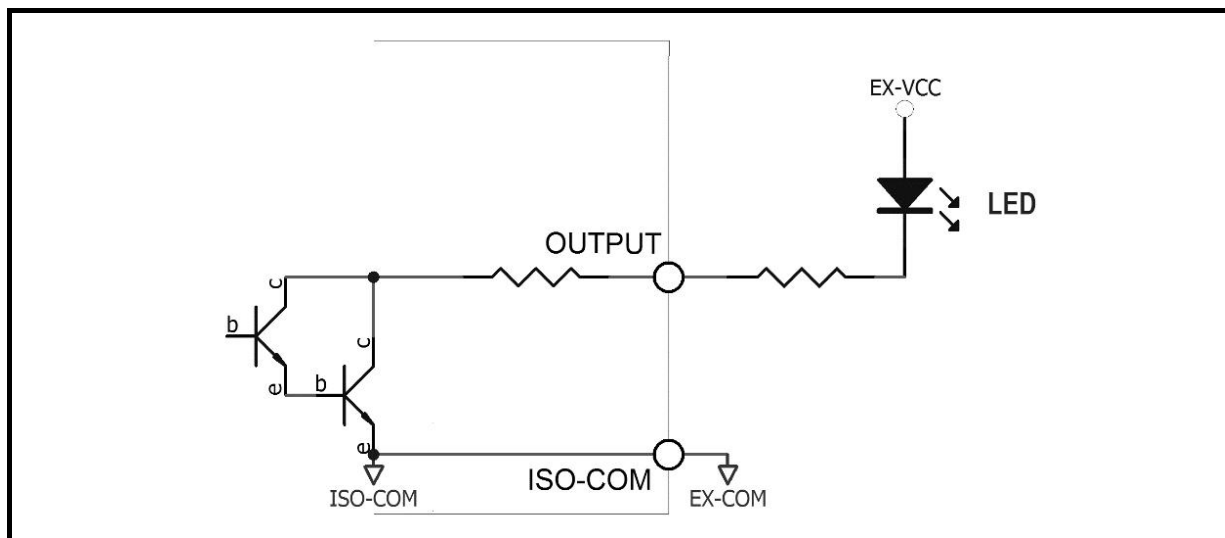 EX-VCC
LED
OUTPUT
c
b
c
e
b
e
ISO-COM
ISO-COM
EX-COM